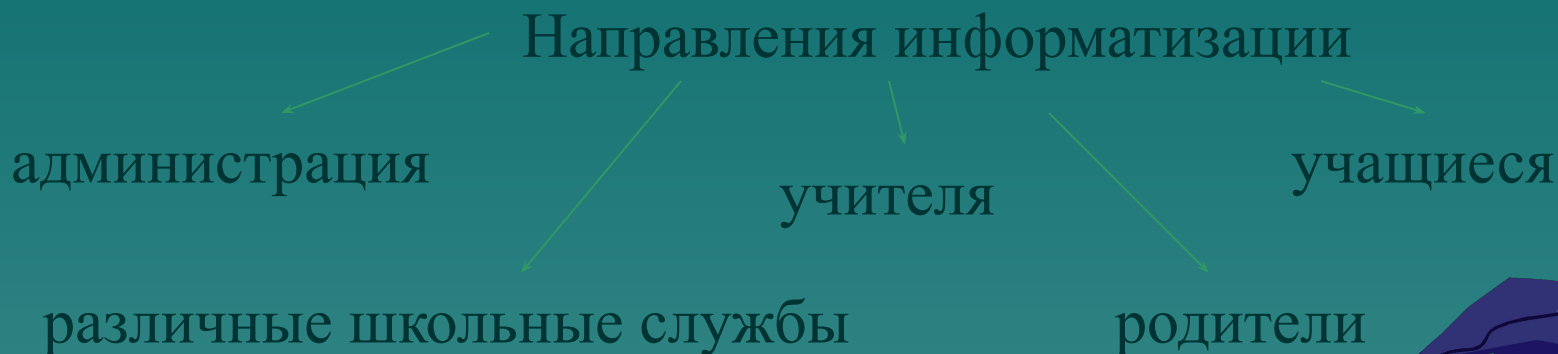 Направления информатизации
администрация
учащиеся
учителя
различные школьные службы
родители